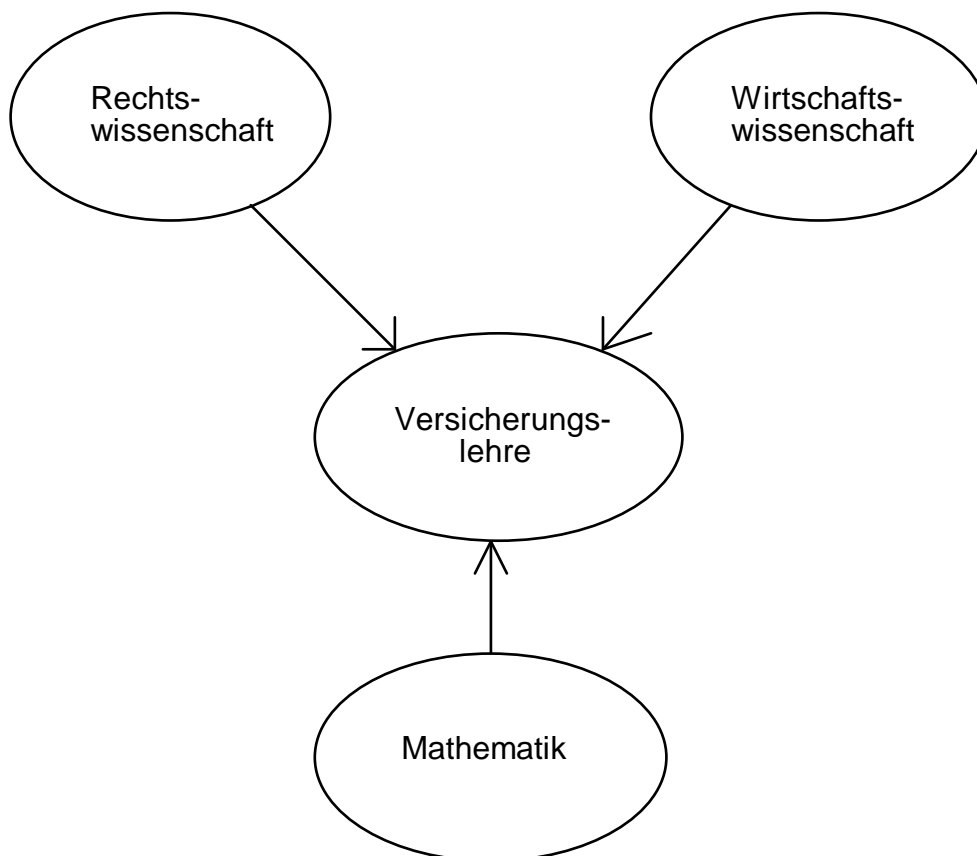 Rechts-
wissenschaft
Wirtschafts-
wissenschaft
Versicherungs-
lehre
Mathematik